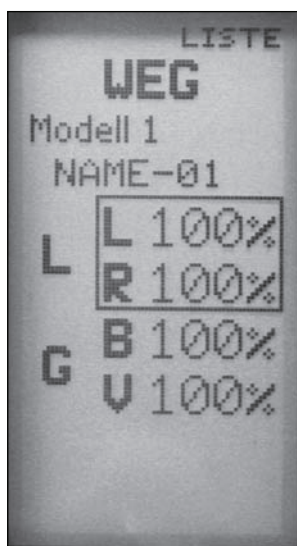 LISTE
WEG
Modell 1
NAME-01
L L 100%
R 100%
G B 100%
V 100%